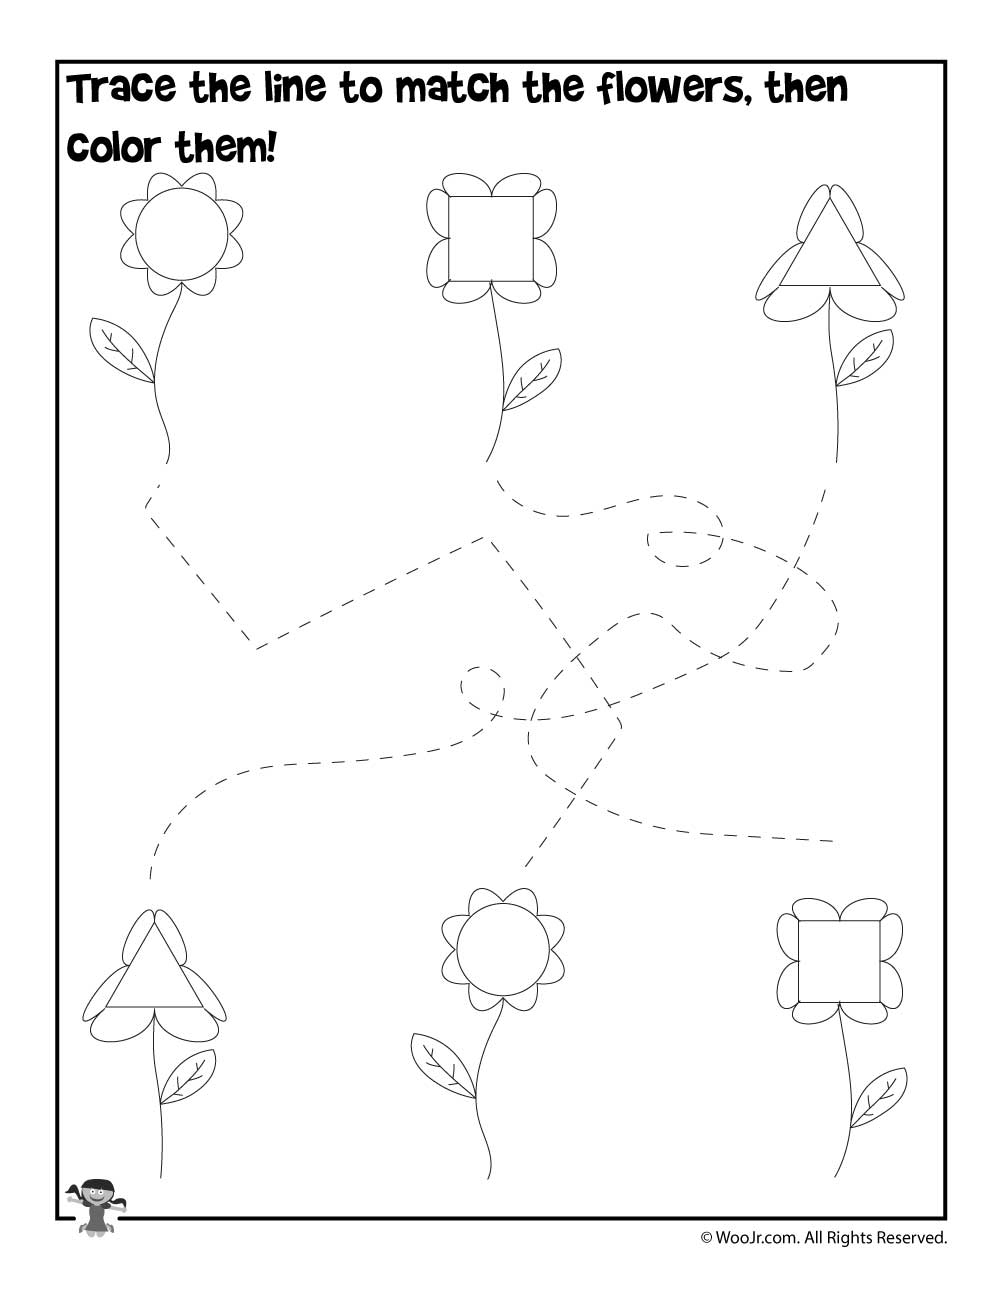 Trace the line to match the flowers, then
color them!
© WooJr.com. All Rights Reserved.